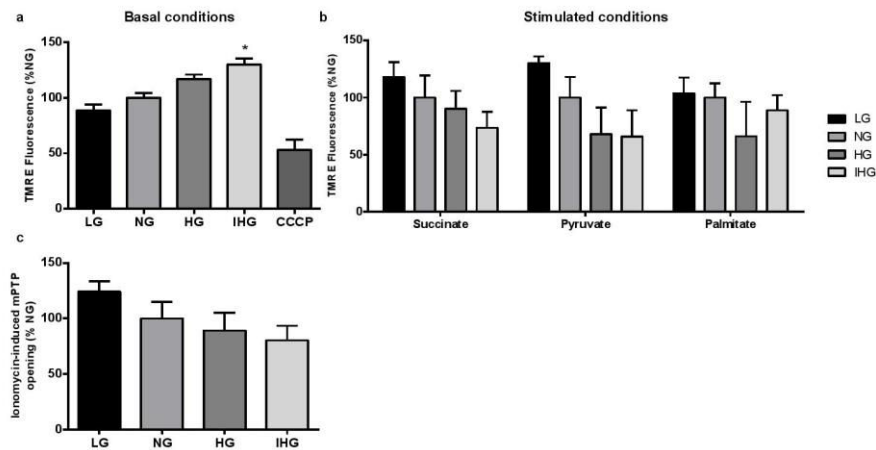 a
Basal conditions
TMRE Fluorescence (%NG)
150
100
50
0
*
LG NG HG IHG CCCP
b
Stimulated conditions
TMRE Fluorescence (%NG)
150
100
50
0
Succinate Pyruvate Palmitate
LG
NG
HG
IHG
c
Ionomycin-induced mPTP
opening (% NG)
150
100
50
0
LG NG HG IHG